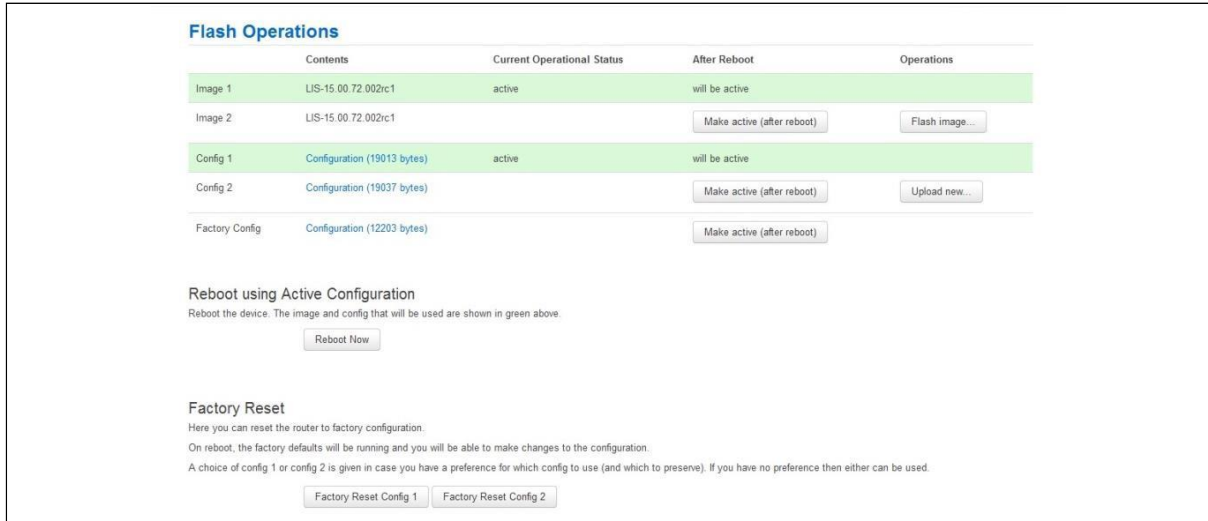 Flash Operations
Contents Current Operational Status After Reboot Operations
Image 1 LIS-15.00.72.002rc1 active will be active
Image 2 LIS-15.00.72.002rc1 Make active (after reboot) Flash image...
Config 1 Configuration (19013 bytes) active will be active
Config 2 Configuration (19037 bytes) Make active (after reboot) Upload new...
Factory Config Configuration (12203 bytes) Make active (after reboot)
Reboot using Active Configuration
Reboot the device. The image and config that will be used are shown in green above.
Reboot Now
Factory Reset
Here you can reset the router to factory configuration.
On reboot, the factory defaults will be running and you will be able to make changes to the configuration.
A choice of config 1 or config 2 is given in case you have a preference for which config to use (and which to preserve). If you have no preference then either can be used.
Factory Reset Config 1 Factory Reset Config 2